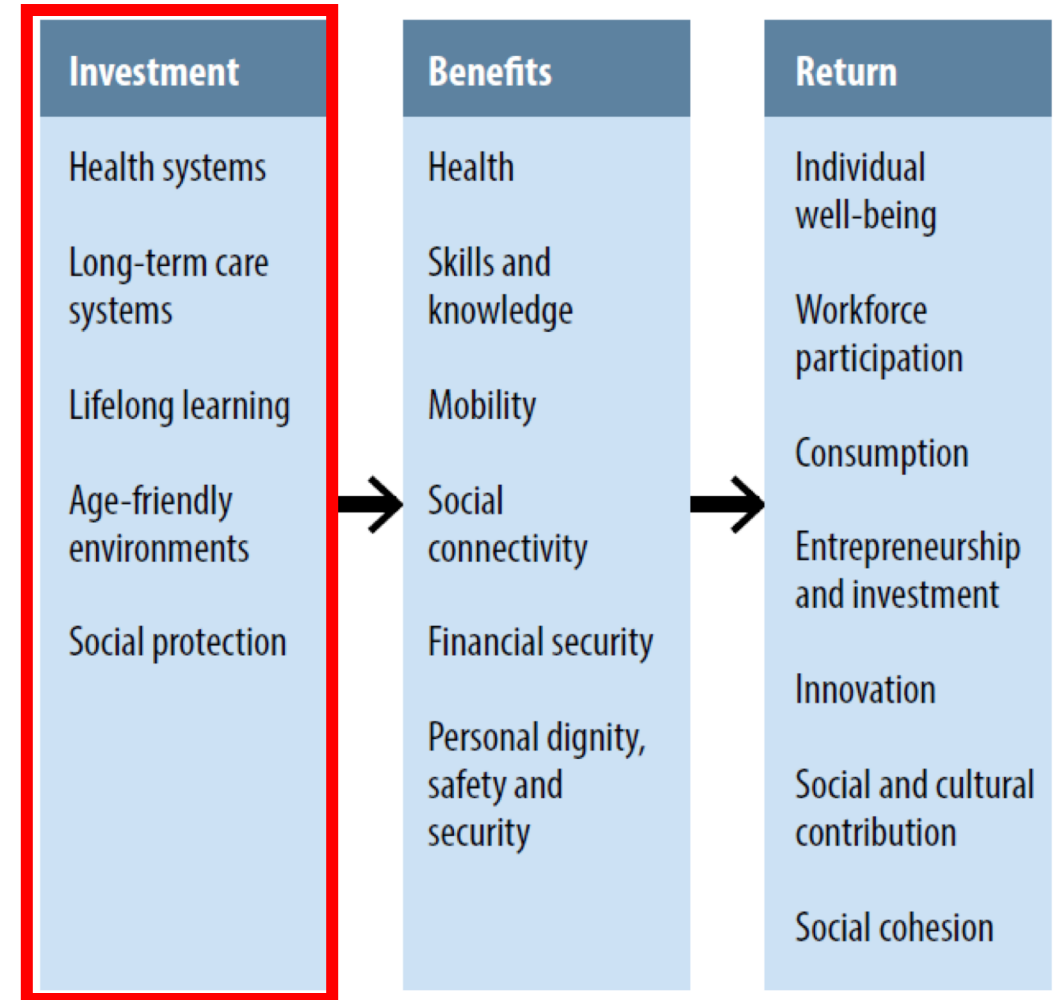 Investment
Health systems
Long-term care
systems
Lifelong learning
Age-friendly
environments
Social protection
Benefits
Health
Skills and
knowledge
Mobility
Social
connectivity
Financial security
Personal dignity,
safety and
security
Return
Individual
well-being
Workforce
participation
Consumption
Entrepreneurship
and investment
Innovation
Social and cultural
contribution
Social cohesion